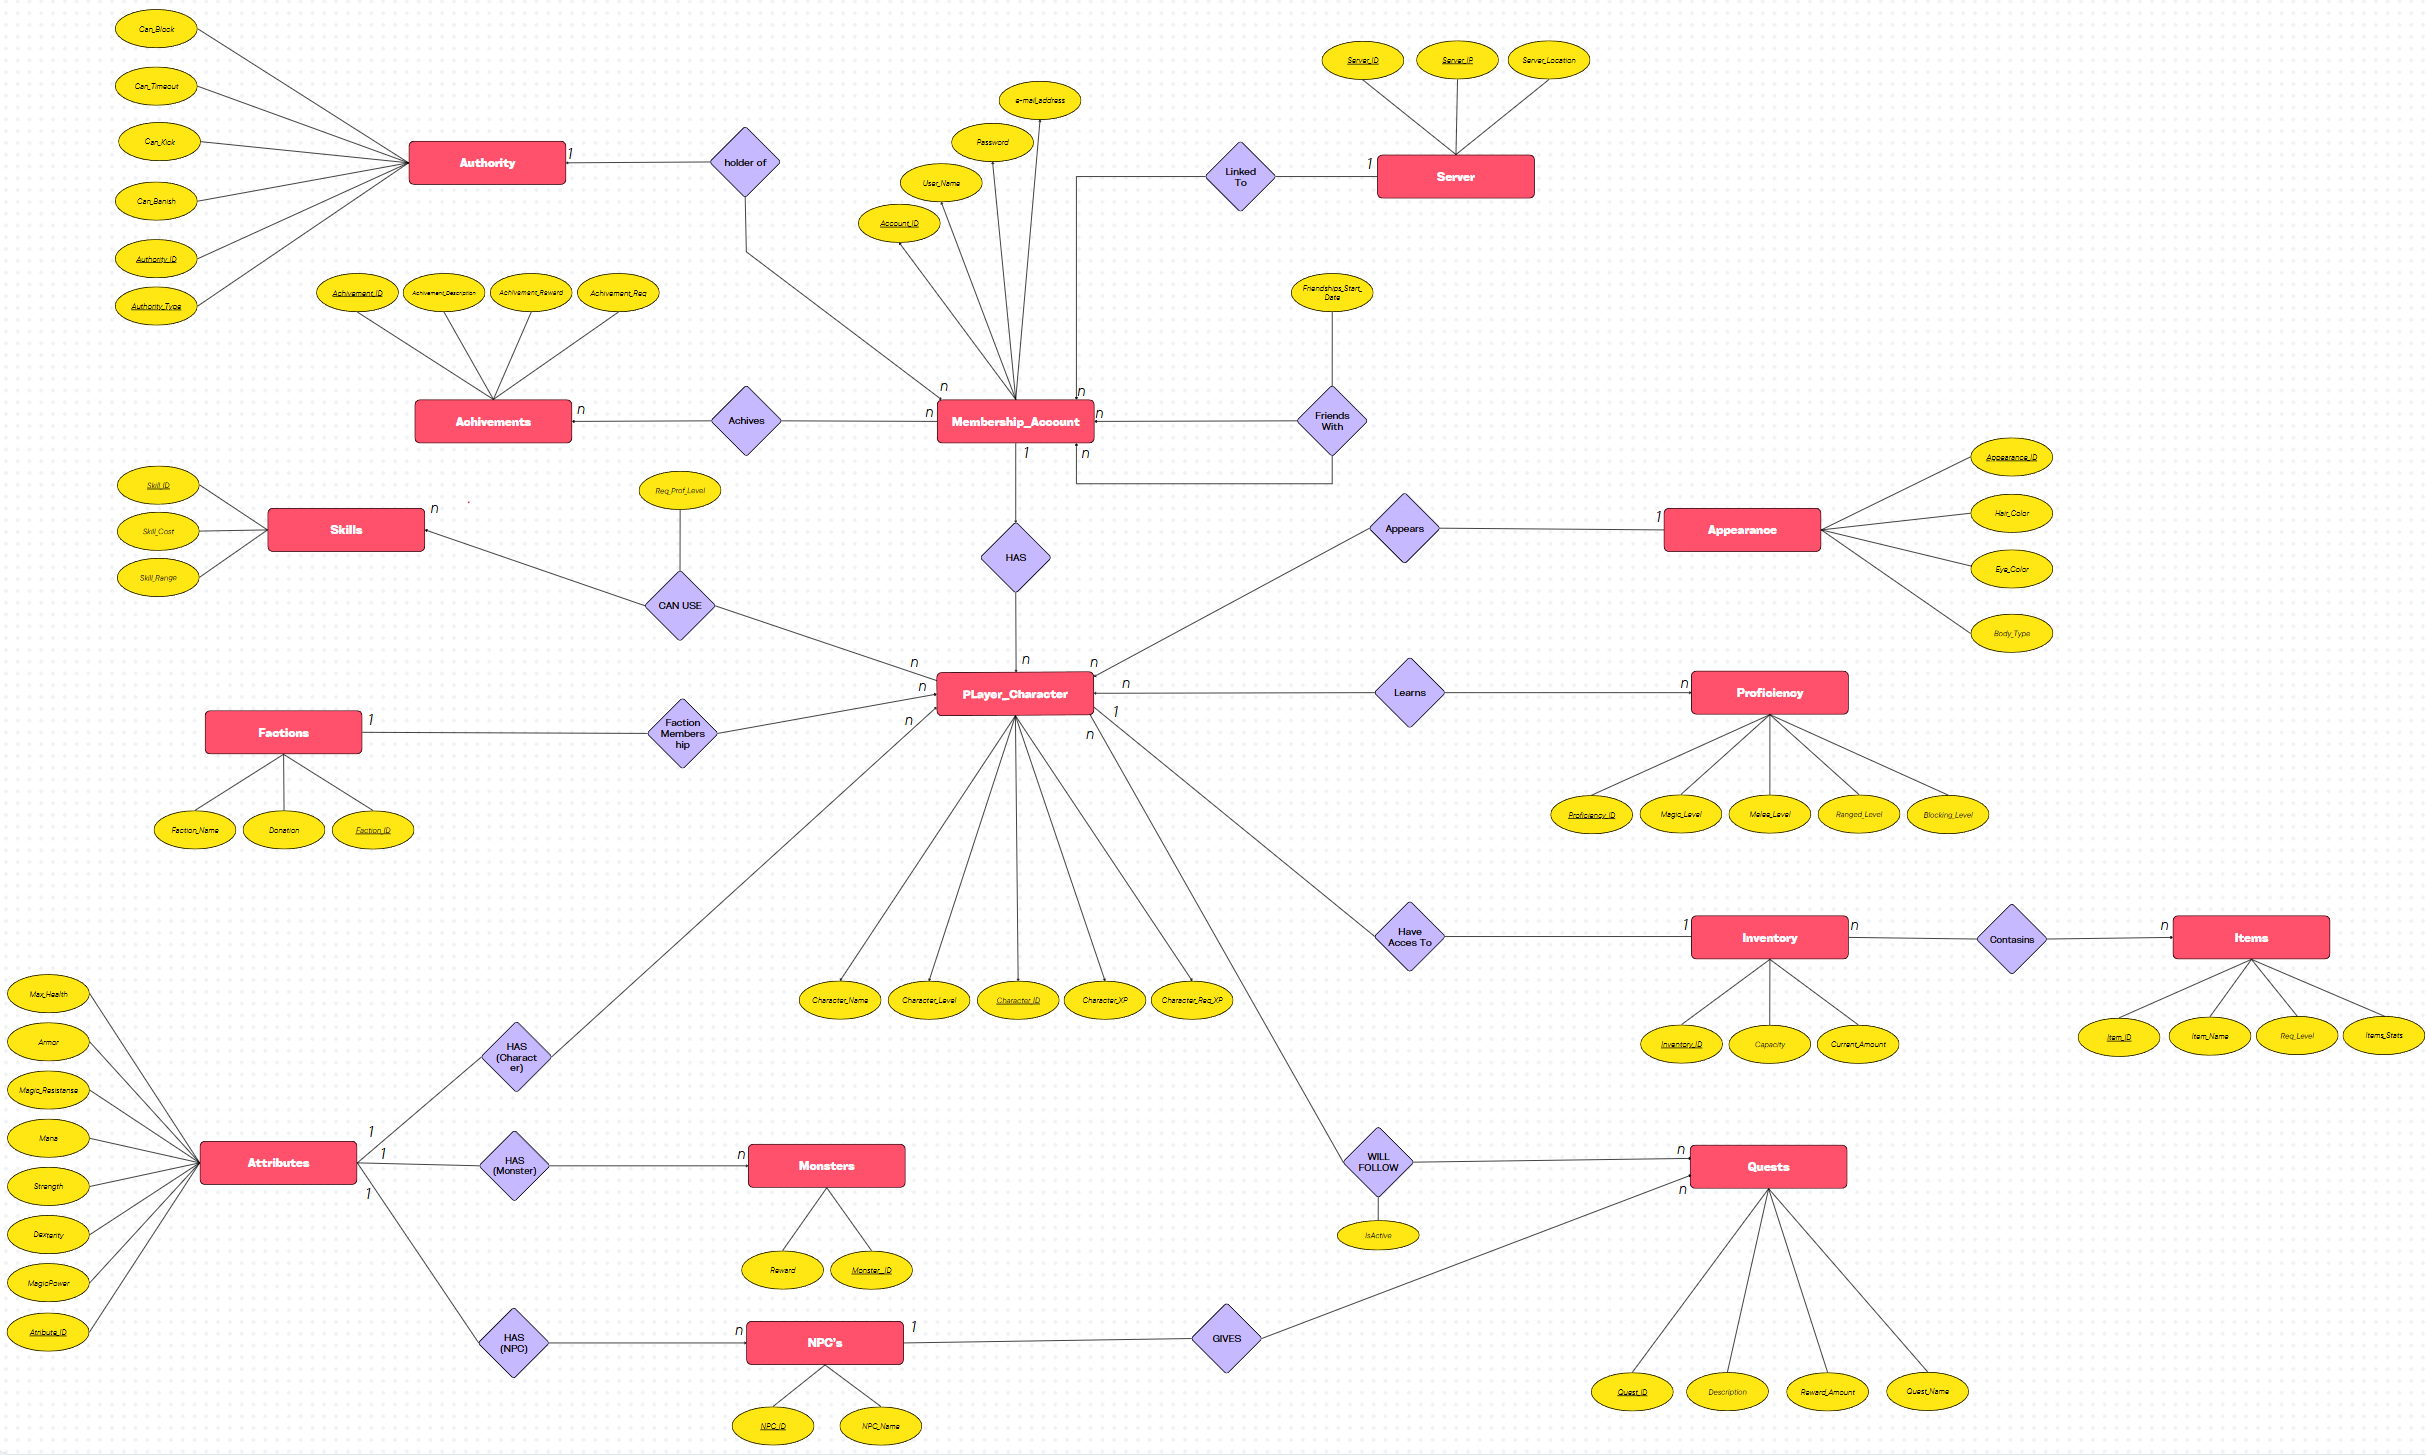 Can_Block
Can_Timeout
Can_Kick
Can_Banish
Authority_ID
Authority_Type
Authority
1
holder of
n
e-mail_address
Password
User_Name
Account_ID
Server_ID
Server_IP
Server_Location
Server
1
Linked
To
n
Achivement_ID
Achivement_Description
Achivement_Reward
Achivement_Req
Achivements
n
Achives
n
Membership_Account
n
Friends
With
n
Friendships_Start_
Date
1
HAS
n
Skill_ID
Skill_Cost
Skill_Range
Skills
n
Req_Prof_Level
CAN USE
n
Appears
n
1
Appearance
Appearance_ID
Hair_Color
Eye_Color
Body_Type
Factions
1
Faction
Members
hip
n
Faction_Name
Donation
Faction_ID
PLayer_Character
n
Learns
n
Proficiency
Proficiency_ID
Magic_Level
Melee_Level
Ranged_Level
Blocking_Level
n
1
n
Character_Name
Character_Level
Character_ID
Character_XP
Character_Req_XP
Have
Acces To
1
Inventory
n
Contasins
n
Items
Inventory_ID
Capacity
Current_Amount
Item_ID
Item_Name
Req_Level
Items_Stats
Max_Health
Armor
Magic_Resistanse
Mana
Strength
Dexterity
MagicPower
Atribute_ID
Attributes
1
1
1
HAS
(Charact
er)
HAS
(Monster)
n
Monsters
Reward
Monster_ID
HAS
(NPC)
n
NPC's
1
NPC_ID
NPC_Name
GIVES
WILL
FOLLOW
IsActive
n
n
Quests
Quest_ID
Description
Reward_Amount
Quest_Name